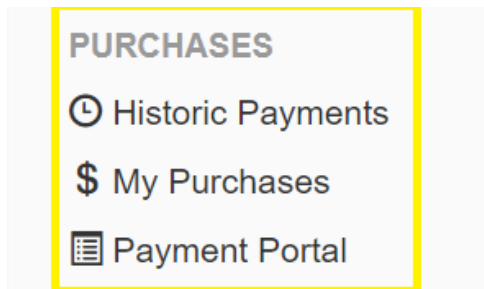 PURCHASES
Historic Payments
$ My Purchases
Payment Portal